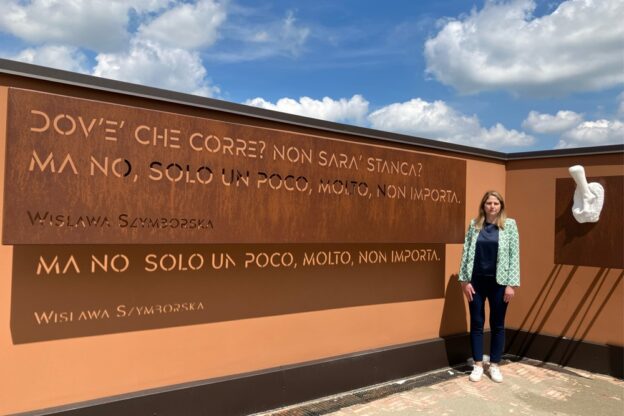 DOV'E' CHE CORRE? NON SARA' STANCA?
MA NO, SOLO UN POCO, MOLTO, NON IMPORTA.
WISLAWA SZYMBORSKA
MA NO SOLO UN POCO, MOLTO, NON IMPORTA.
WISLAWA SZYMBORSKA